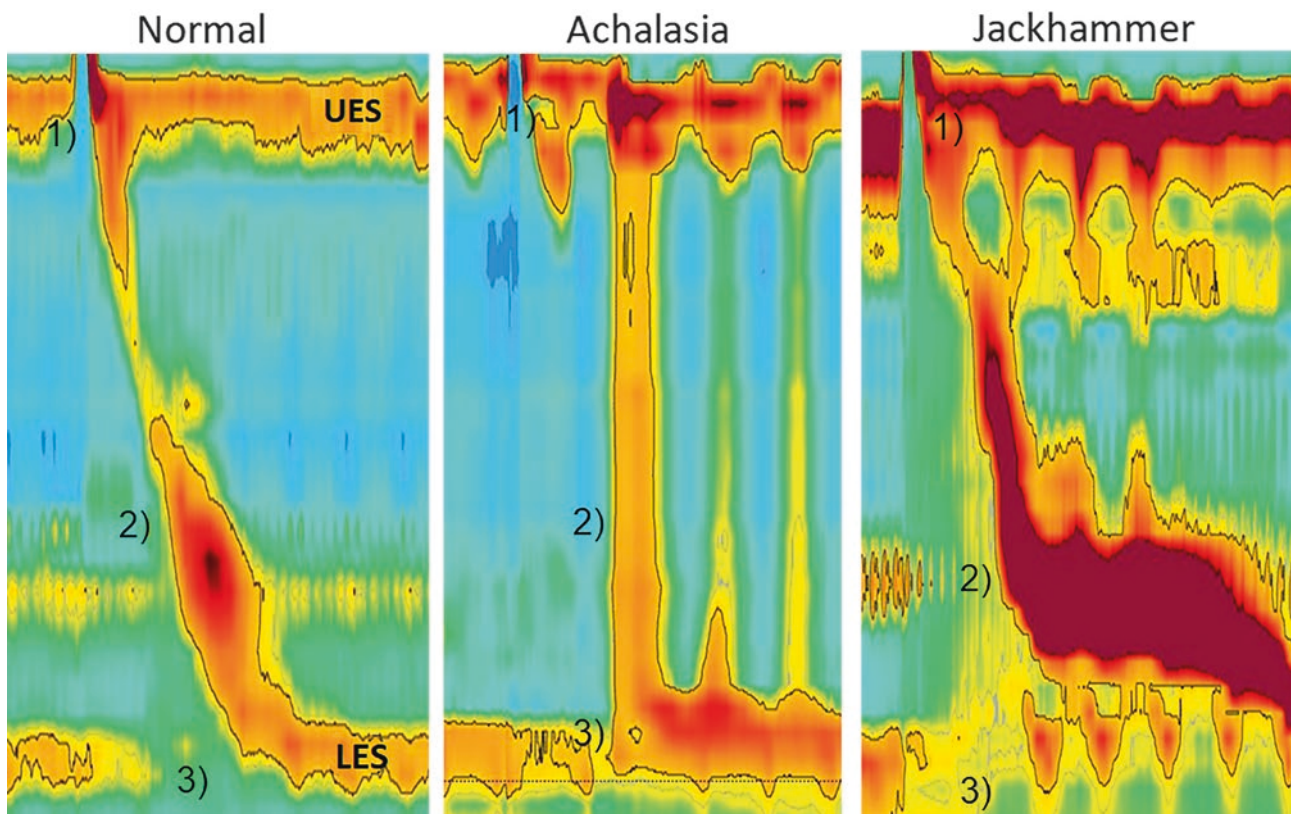 Normal
Achalasia
Jackhammer
UES
1)
2)
3)
LES
1)
2)
3)
1)
2)
3)